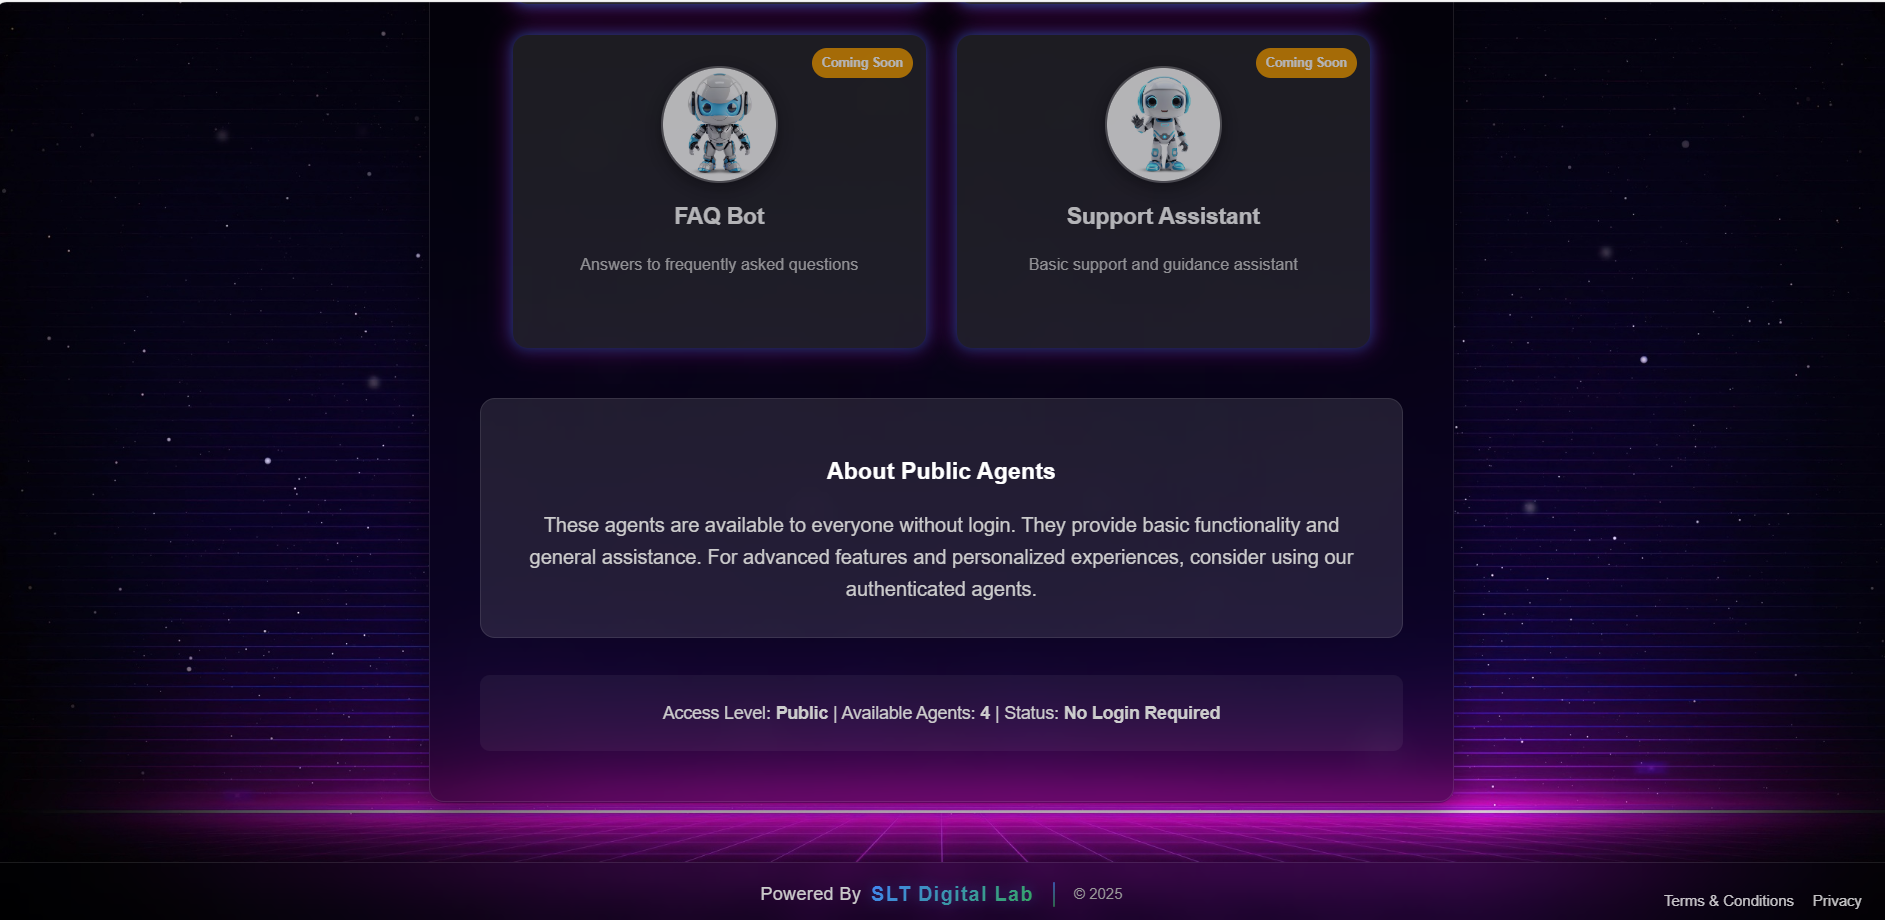 Coming Soon
FAQ Bot
Answers to frequently asked questions
Coming Soon
Support Assistant
Basic support and guidance assistant
About Public Agents
These agents are available to everyone without login. They provide basic functionality and
general assistance. For advanced features and personalized experiences, consider using our
authenticated agents.
Access Level: Public | Available Agents: 4 | Status: No Login Required
Powered By SLT Digital Lab | © 2025
Terms & Conditions Privacy